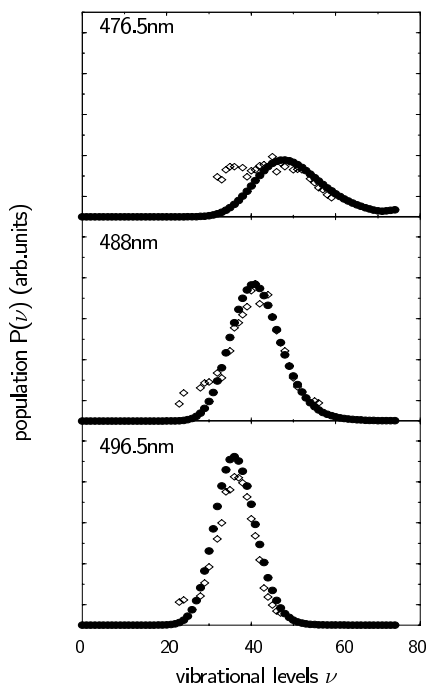 476.5nm
488nm
496.5nm
population P(ν) (arb.units)
0 20 40 60 80
vibrational levels ν